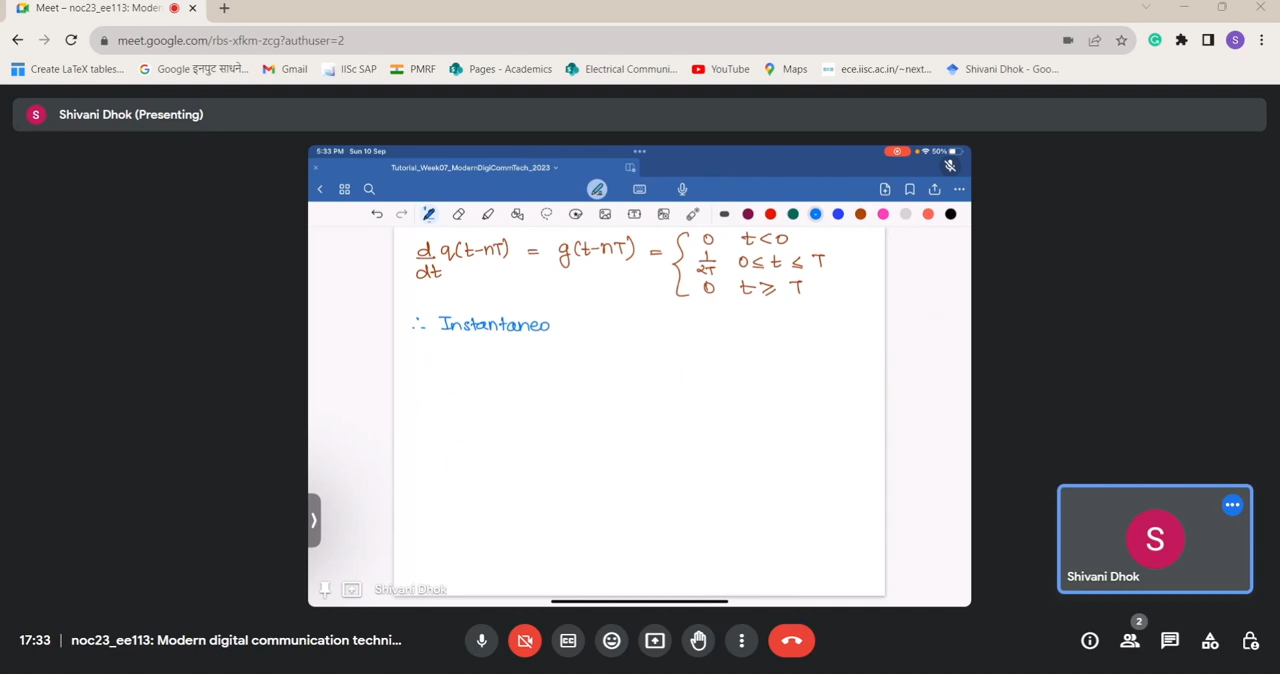 Meet – noc23_ee113: Modern
meet.google.com/rbs-xfkm-zcg?authuser=2
S
Create LaTeX tables... Google इनपुट साधने... Gmail IISc SAP PMRF Pages - Academics Electrical Communi... YouTube Maps ece.iisc.ac.in/~next... Shivani Dhok - Goo...
S Shivani Dhok (Presenting)
5:33 PM Sun 10 Sep 50%
Tutorial_Week07_ModernDigiCommTech_2023
d/dt q(t-nT) = g(t-nT) = { 0 t<0
1/2T 0 ≤ t ≤ T
0 t ⩾ T
∴ Instantaneo
S
Shivani Dhok
Shivani Dhok
17:33 | noc23_ee113: Modern digital communication techni...
2